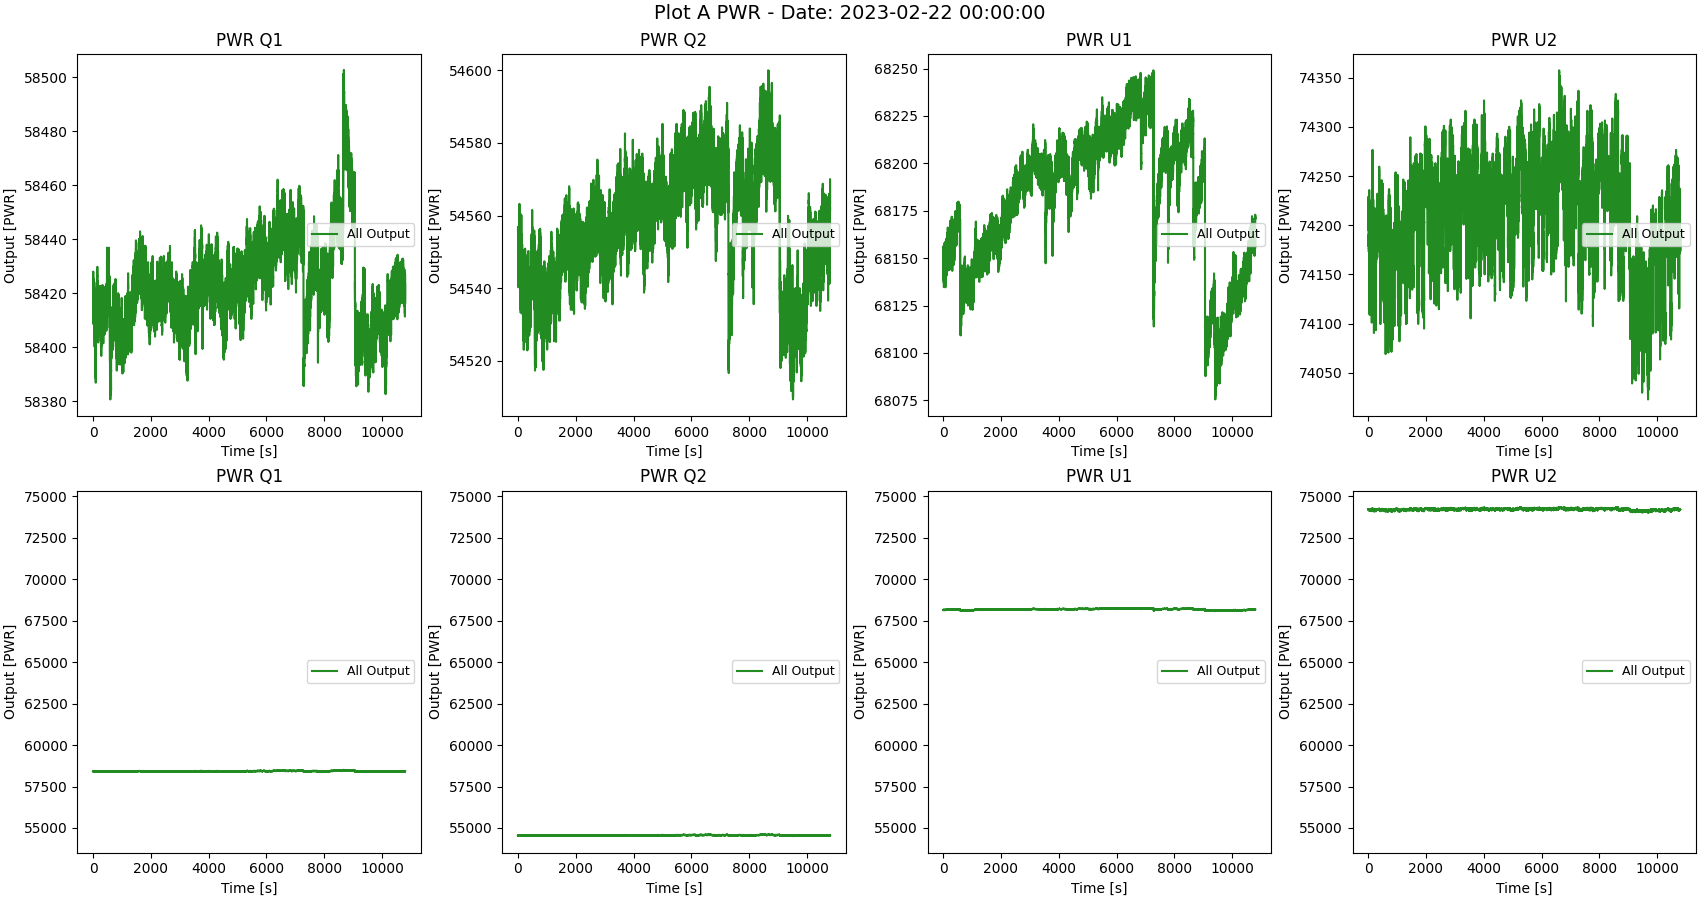 Plot A PWR - Date: 2023-02-22 00:00:00
PWR Q1
58500
58480
58460
58440
58420
58400
58380
Output [PWR]
All Output
0 2000 4000 6000 8000 10000
Time [s]
PWR Q2
54600
54580
54560
54540
54520
Output [PWR]
All Output
0 2000 4000 6000 8000 10000
Time [s]
PWR U1
68250
68225
68200
68175
68150
68125
68100
68075
Output [PWR]
All Output
0 2000 4000 6000 8000 10000
Time [s]
PWR U2
74350
74300
74250
74200
74150
74100
74050
Output [PWR]
All Output
0 2000 4000 6000 8000 10000
Time [s]
PWR Q1
75000
72500
70000
67500
65000
62500
60000
57500
55000
Output [PWR]
All Output
0 2000 4000 6000 8000 10000
Time [s]
PWR Q2
75000
72500
70000
67500
65000
62500
60000
57500
55000
Output [PWR]
All Output
0 2000 4000 6000 8000 10000
Time [s]
PWR U1
75000
72500
70000
67500
65000
62500
60000
57500
55000
Output [PWR]
All Output
0 2000 4000 6000 8000 10000
Time [s]
PWR U2
75000
72500
70000
67500
65000
62500
60000
57500
55000
Output [PWR]
All Output
0 2000 4000 6000 8000 10000
Time [s]